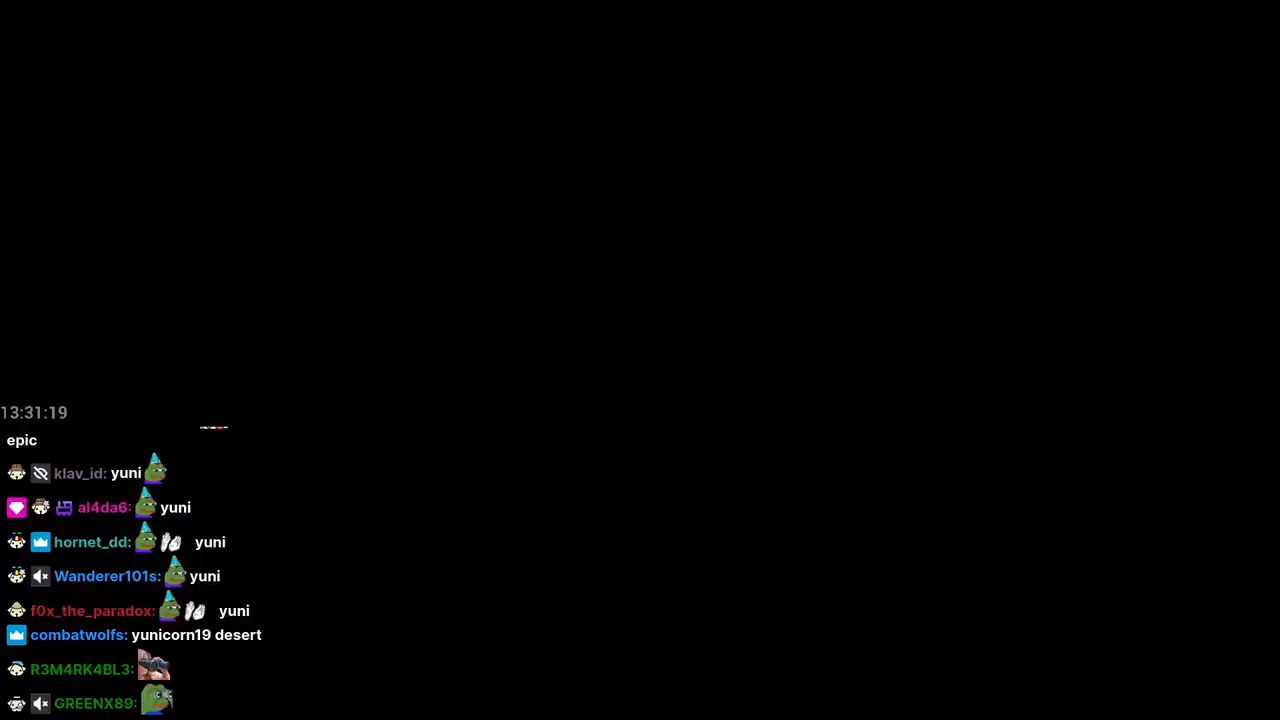 13:31:19
epic
klav_id: yuni
al4da6: yuni
hornet_dd: yuni
Wanderer101s: yuni
f0x_the_paradox: yuni
combatwolfs: yunicorn19 desert
R3M4RK4BL3:
GREENX89: